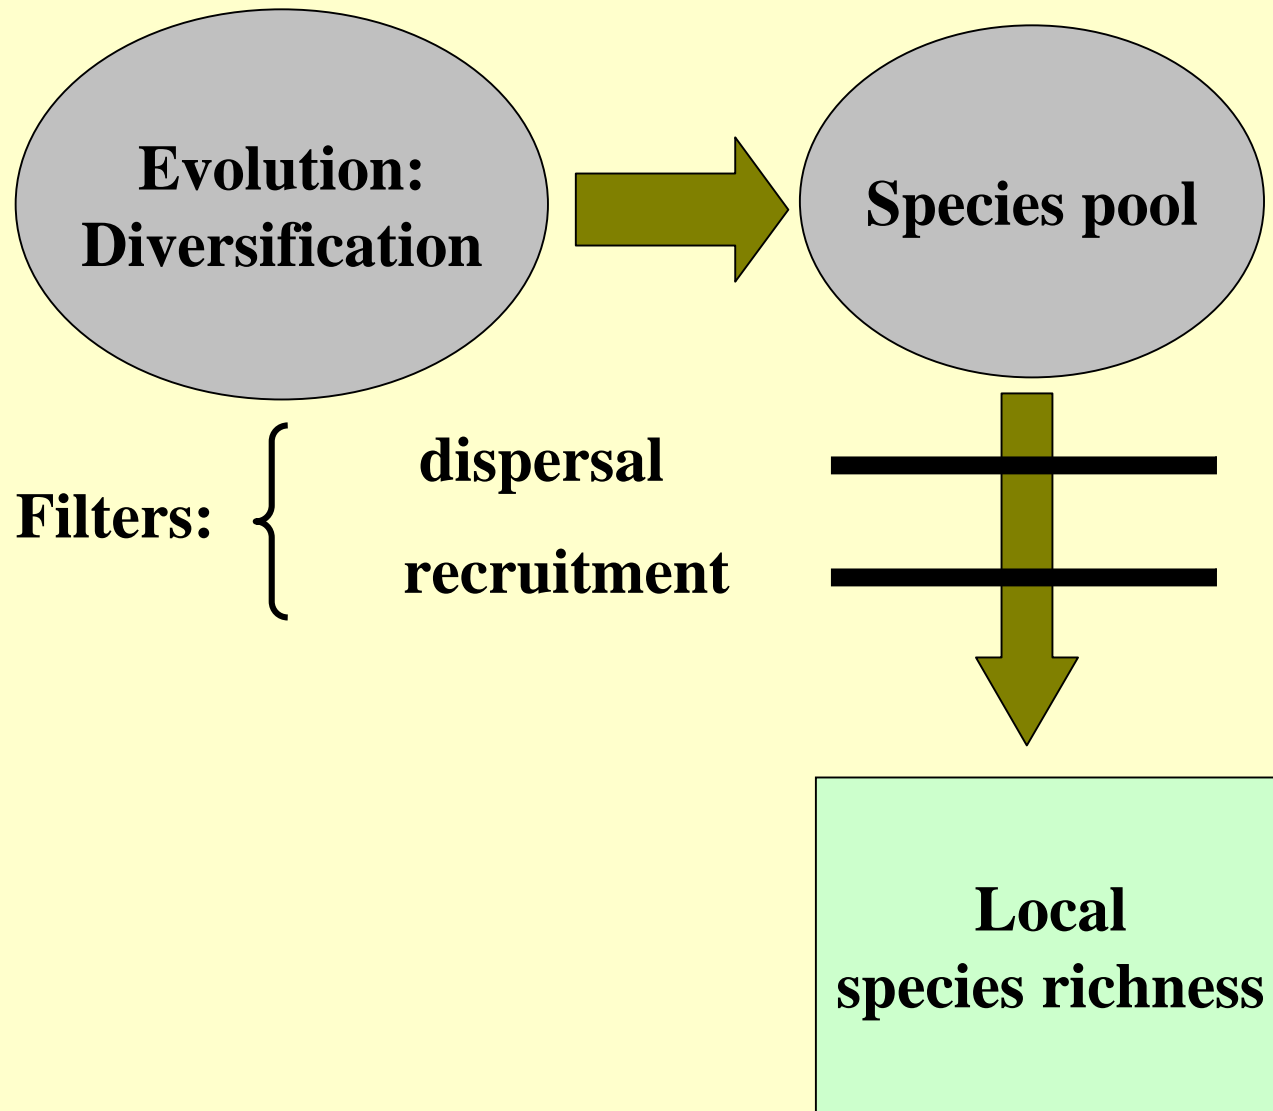 Evolution:
Diversification
Species pool
Filters:
dispersal
recruitment
Local
species richness